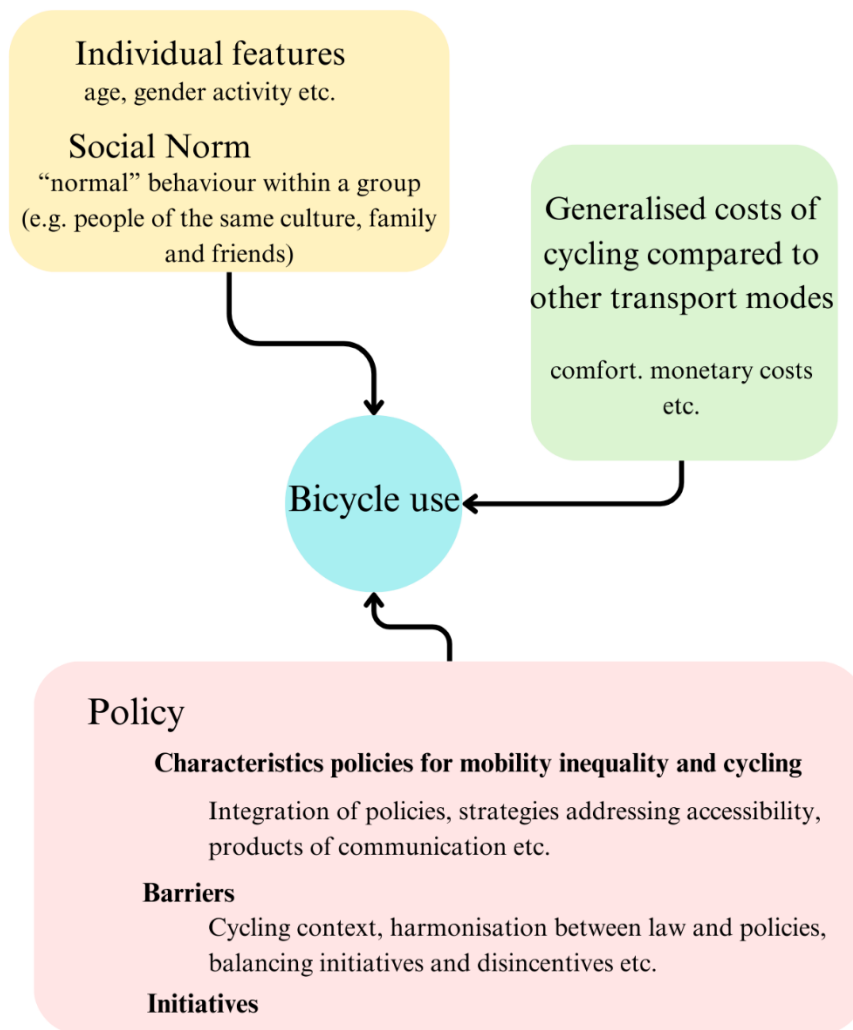 Individual features
age, gender activity etc.
Social Norm
“normal” behaviour within a group
(e.g. people of the same culture, family
and friends)
Generalised costs of
cycling compared to
other transport modes
comfort. monetary costs
etc.
Bicycle use
Policy
Characteristics policies for mobility inequality and cycling
Integration of policies, strategies addressing accessibility,
products of communication etc.
Barriers
Cycling context, harmonisation between law and policies,
balancing initiatives and disincentives etc.
Initiatives